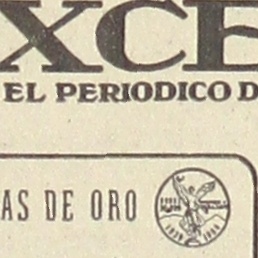 XCE
EL PERIODICO D
AS DE ORO